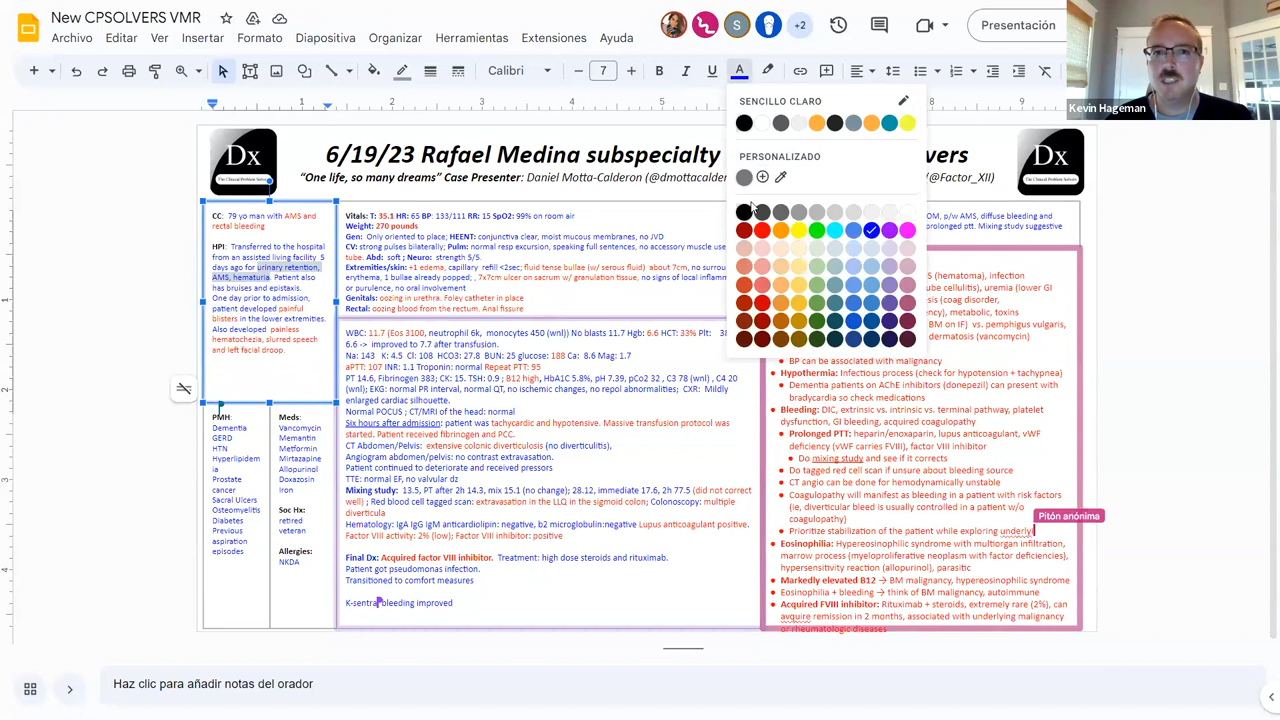 New CPSOLVERS VMR
Archivo Editar Ver Insertar Formato Diapositiva Organizar Herramientas Extensiones Ayuda
+2
Presentación
Calibri
7
Kevin Hageman
1 2 3 4 5 6 8 9
SENCILLO CLARO
PERSONALIZADO
Dx
The Clinical Problem Solvers
6/19/23 Rafael Medina subspecialty
vers
"One life, so many dreams" Case Presenter: Daniel Motta-Calderon (@dmottacalder
@Factor_XII)
Dx
The Clinical Problem Solvers
CC: 79 yo man with AMS and
rectal bleeding
HPI: Transferred to the hospital
from an assisted living facility 5
days ago for urinary retention,
AMS, hematuria. Patient also
has bruises and epistaxis.
One day prior to admission,
patient developed painful
blisters in the lower extremities.
Also developed painless
hematochezia, slurred speech
and left facial droop.
PMH:
Dementia
GERD
HTN
Hyperlipidem
ia
Prostate
cancer
Sacral Ulcers
Osteomyelitis
Diabetes
Previous
aspiration
episodes
Meds:
Vancomycin
Memantin
Mirtazapine
Allopurinol
Doxazosin
Iron
Soc Hx:
retired
veteran
Allergies:
NKDA
Vitals: T: 35.1 HR: 65 BP: 133/111 RR: 15 SpO2: 99% on room air
Weight: 270 pounds
Gen: Only oriented to place; HEENT: conjunctiva clear, moist mucous membranes, no JVD
CV: strong pulses bilaterally; Pulm: normal resp excursion, speaking full sentences, no accessory muscle use
tube. Abd: soft ; Neuro: strength 5/5.
Extremities/skin: +1 edema, capillary refill <2sec; fluid tense bullae (w/ serous fluid) about 7cm, no surrou
erythenia, 1 bullae already popped ; 7x7cm ulcer on sacrum w/ granulation tissue, no signs of local inflamm
or purulence, no oral involvement
Genitals: oozing in urethra. Foley catheter in place
Rectal: oozing blood from the rectum. Anal fissure
WBC: 11.7 (Eos 3100, neutrophil 6k, monocytes 450 (wnl)) No blasts 11.7 Hgb: 6.6 HCT: 33% Plt: 38
6.6 -> improved to 7.7 after transfusion.
Na: 143 K: 4.5 Cl: 108 HCO3: 27.8 BUN: 25 glucose: 188 Ca: 8.6 Mag: 1.7
aPTT: 107 INR: 1.1 Troponin: normal Repeat PTT: 95
PT 14.6, Fibrinogen 383; CK: 15. TSH: 0.9 ; B12 high, HbA1C 5.8%, pH 7.39, pCo2 32 , C3 78 (wnl) , C4 20
(wnl); EKG: normal PR interval, normal QT, no ischemic changes, no repol abnormalities; CXR: Mildly
enlarged cardiac silhouette.
Normal POCUS ; CT/MRI of the head: normal
Six hours after admission: patient was tachycardic and hypotensive. Massive transfusion protocol was
started. Patient received fibrinogen and PCC.
CT Abdomen/Pelvis: extensive colonic diverticulosis (no diverticulitis),
Angiogram abdomen/pelvis: no contrast extravasation.
Patient continued to deteriorate and received pressors
TTE: normal EF, no valvular dz
Mixing study: 13.5, PT after 2h 14.3, mix 15.1 (no change); 28.12, immediate 17.6, 2h 77.5 (did not correct
well) ; Red blood cell tagged scan: extravasation in the LLQ in the sigmoid colon; Colonoscopy: multiple
diverticula
Hematology: IgA IgG IgM anticardiolipin: negative, b2 microglobulin:negative Lupus anticoagulant positive.
Factor VIII activity: 2% (low); Factor VIII inhibitor: positive
Final Dx: Acquired factor VIII inhibitor. Treatment: high dose steroids and rituximab.
Patient got pseudomonas infection.
Transitioned to comfort measures
K-sentra bleeding improved
OM, p/w AMS, diffuse bleeding and
prolonged ptt. Mixing study suggestive
AS (hematoma), infection
ube cellulitis), uremia (lower GI
(coag disorder,
, metabolic, toxins
BM on IF) vs. pemphigus vulgaris,
dermatosis (vancomycin)
BP can be associated with malignancy
● Hypothermia: Infectious process (check for hypotension + tachypnea)
● Dementia patients on AChE inhibitors (donepezil) can present with
bradycardia so check medications
● Bleeding: DIC, extrinsic vs. intrinsic vs. terminal pathway, platelet
dysfunction, GI bleeding, acquired coagulopathy
● Prolonged PTT: heparin/enoxaparin, lupus anticoagulant, vWF
deficiency (vWF carries FVIII), factor VIII inhibitor
● Do mixing study and see if it corrects
● Do tagged red cell scan if unsure about bleeding source
● CT angio can be done for hemodynamically unstable
● Coagulopathy will manifest as bleeding in a patient with risk factors
(ie, diverticular bleed is usually controlled in a patient w/o
coagulopathy)
● Prioritize stabilization of the patient while exploring underlyi
Pitón anónima
● Eosinophilia: Hypereosinophilic syndrome with multiorgan infiltration,
marrow process (myeloproliferative neoplasm with factor deficiencies),
hypersensitivity reaction (allopurinol), parasitic
● Markedly elevated B12 → BM malignancy, hypereosinophilic syndrome
● Eosinophilia + bleeding → think of BM malignancy, autoimmune
● Acquired FVIII inhibitor: Rituximab + steroids, extremely rare (2%), can
avquire remission in 2 months, associated with underlying malignancy
or rheumatologic diseases
Haz clic para añadir notas del orador